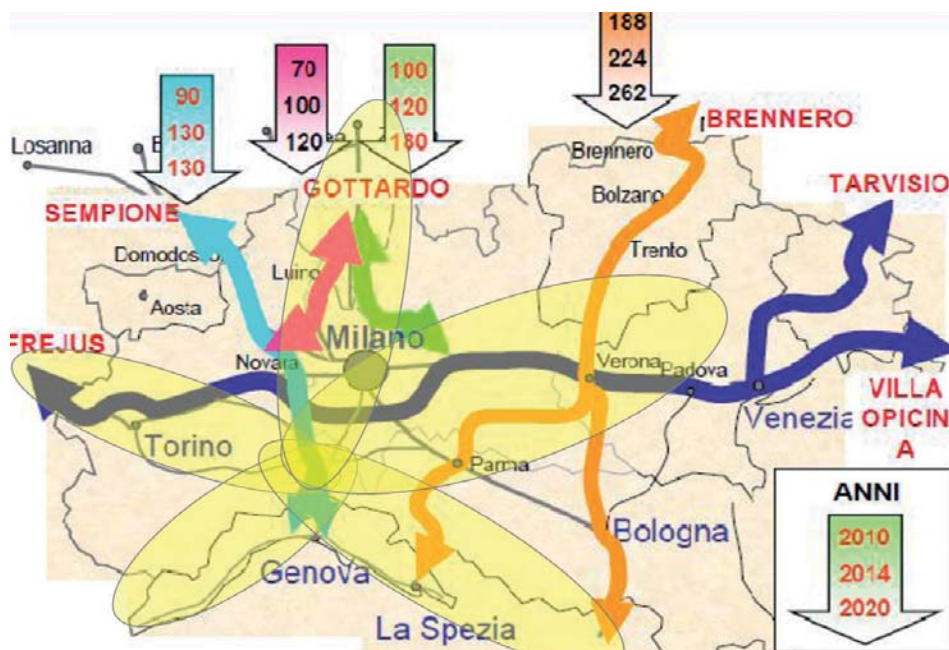 188
224
262
70
100
120
100
120
180
90
130
130
BRENNERO
Losanna
Brennero
GOTTARDO
TARVISIO
SEMPIONE
Bolzano
Trento
Luino
Aosta
FREJUS
Milano
Novara
Verona
Padova
VILLA
OPICIN
A
Venezia
Torino
Parma
Bologna
Genova
La Spezia
ANNI
2010
2014
2020